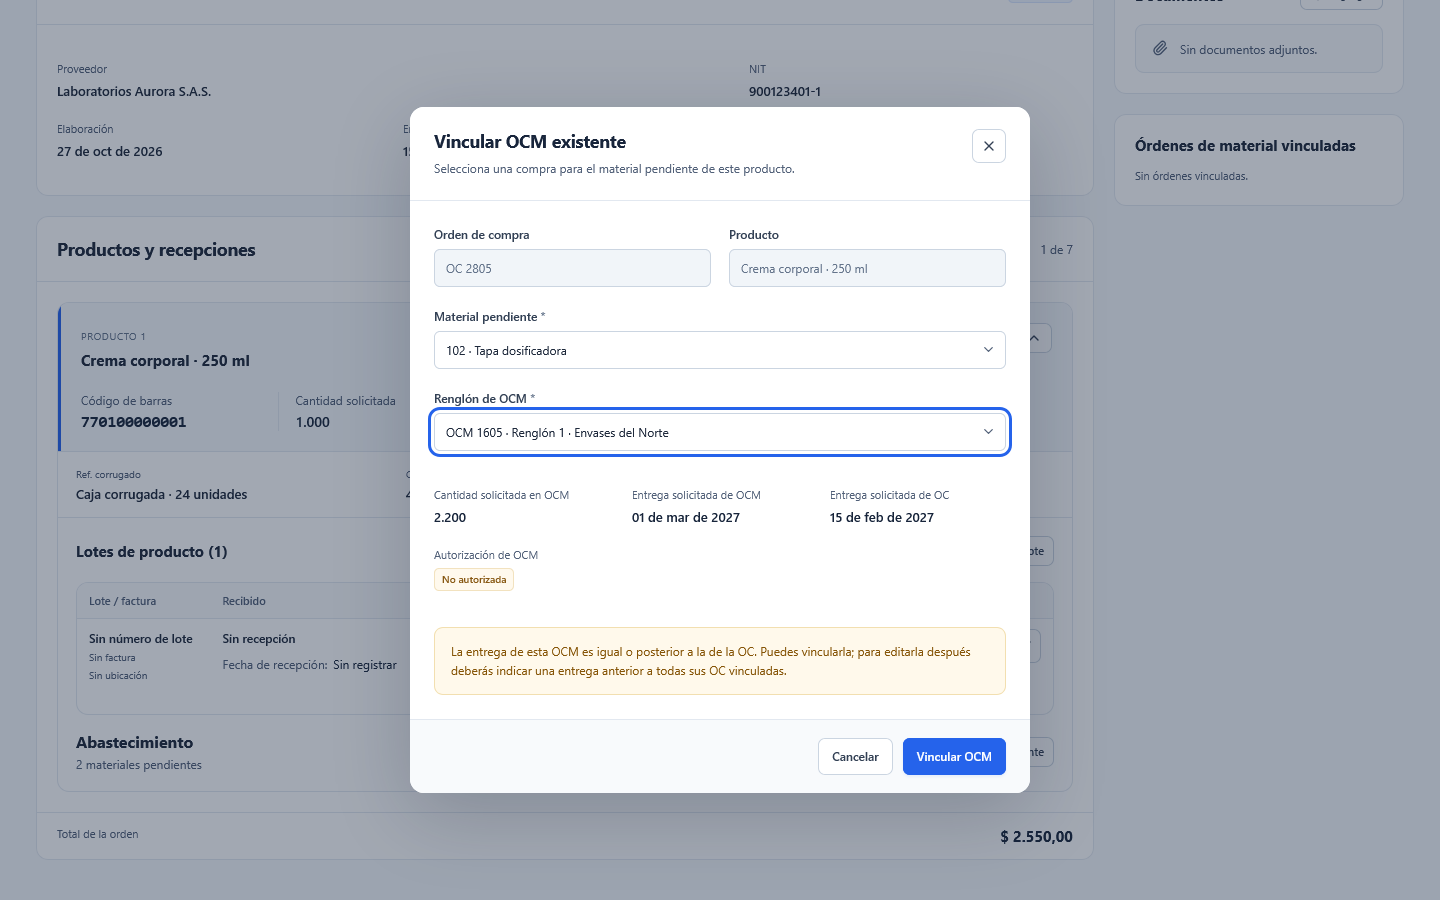 Sin documentos adjuntos.
Proveedor
Laboratorios Aurora S.A.S.
NIT
900123401-1
Elaboración
27 de oct de 2026
Órdenes de material vinculadas
Sin órdenes vinculadas.
Vincular OCM existente
Selecciona una compra para el material pendiente de este producto.
Productos y recepciones
1 de 7
Orden de compra
OC 2805
Producto
Crema corporal · 250 ml
PRODUCTO 1
Crema corporal · 250 ml
Código de barras
770100000001
Cantidad solicitada
1.000
Material pendiente *
102 · Tapa dosificadora
Renglón de OCM *
OCM 1605 · Renglón 1 · Envases del Norte
Ref. corrugado
Caja corrugada · 24 unidades
Cantidad solicitada en OCM
2.200
Entrega solicitada de OCM
01 de mar de 2027
Entrega solicitada de OC
15 de feb de 2027
Autorización de OCM
No autorizada
Lotes de producto (1)
Lote / factura
Recibido
Sin número de lote
Sin factura
Sin ubicación
Sin recepción
Fecha de recepción: Sin registrar
La entrega de esta OCM es igual o posterior a la de la OC. Puedes vincularla; para editarla después
deberás indicar una entrega anterior a todas sus OC vinculadas.
Abastecimiento
2 materiales pendientes
Cancelar
Vincular OCM
Total de la orden
$ 2.550,00